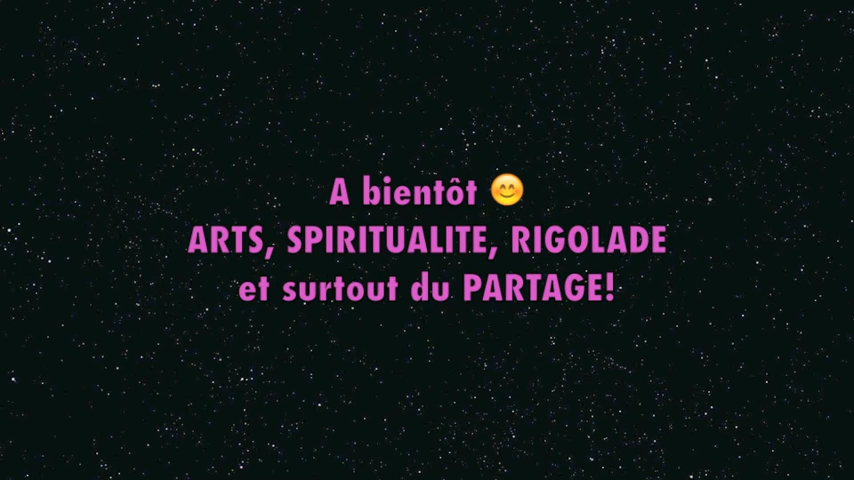 A bientôt 😊
ARTS, SPIRITUALITE, RIGOLADE
et surtout du PARTAGE!